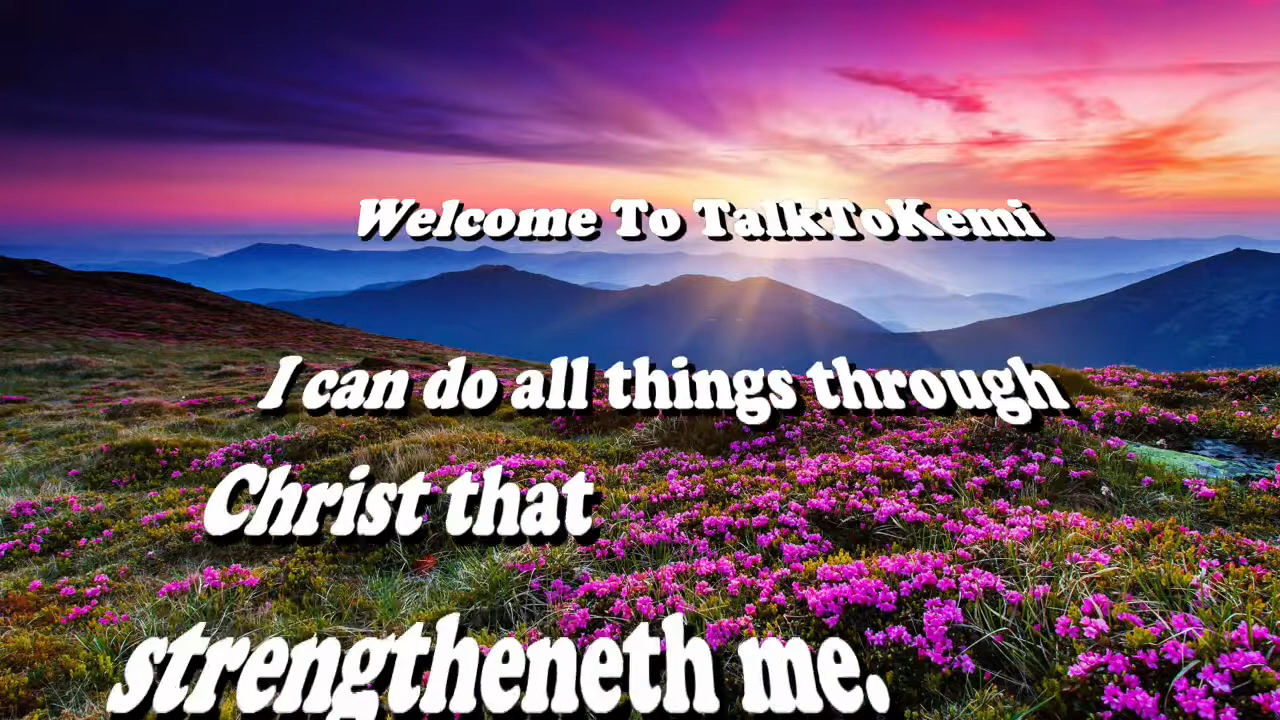 Welcome To TalkToKemi
I can do all things through
Christ that
strengtheneth me.